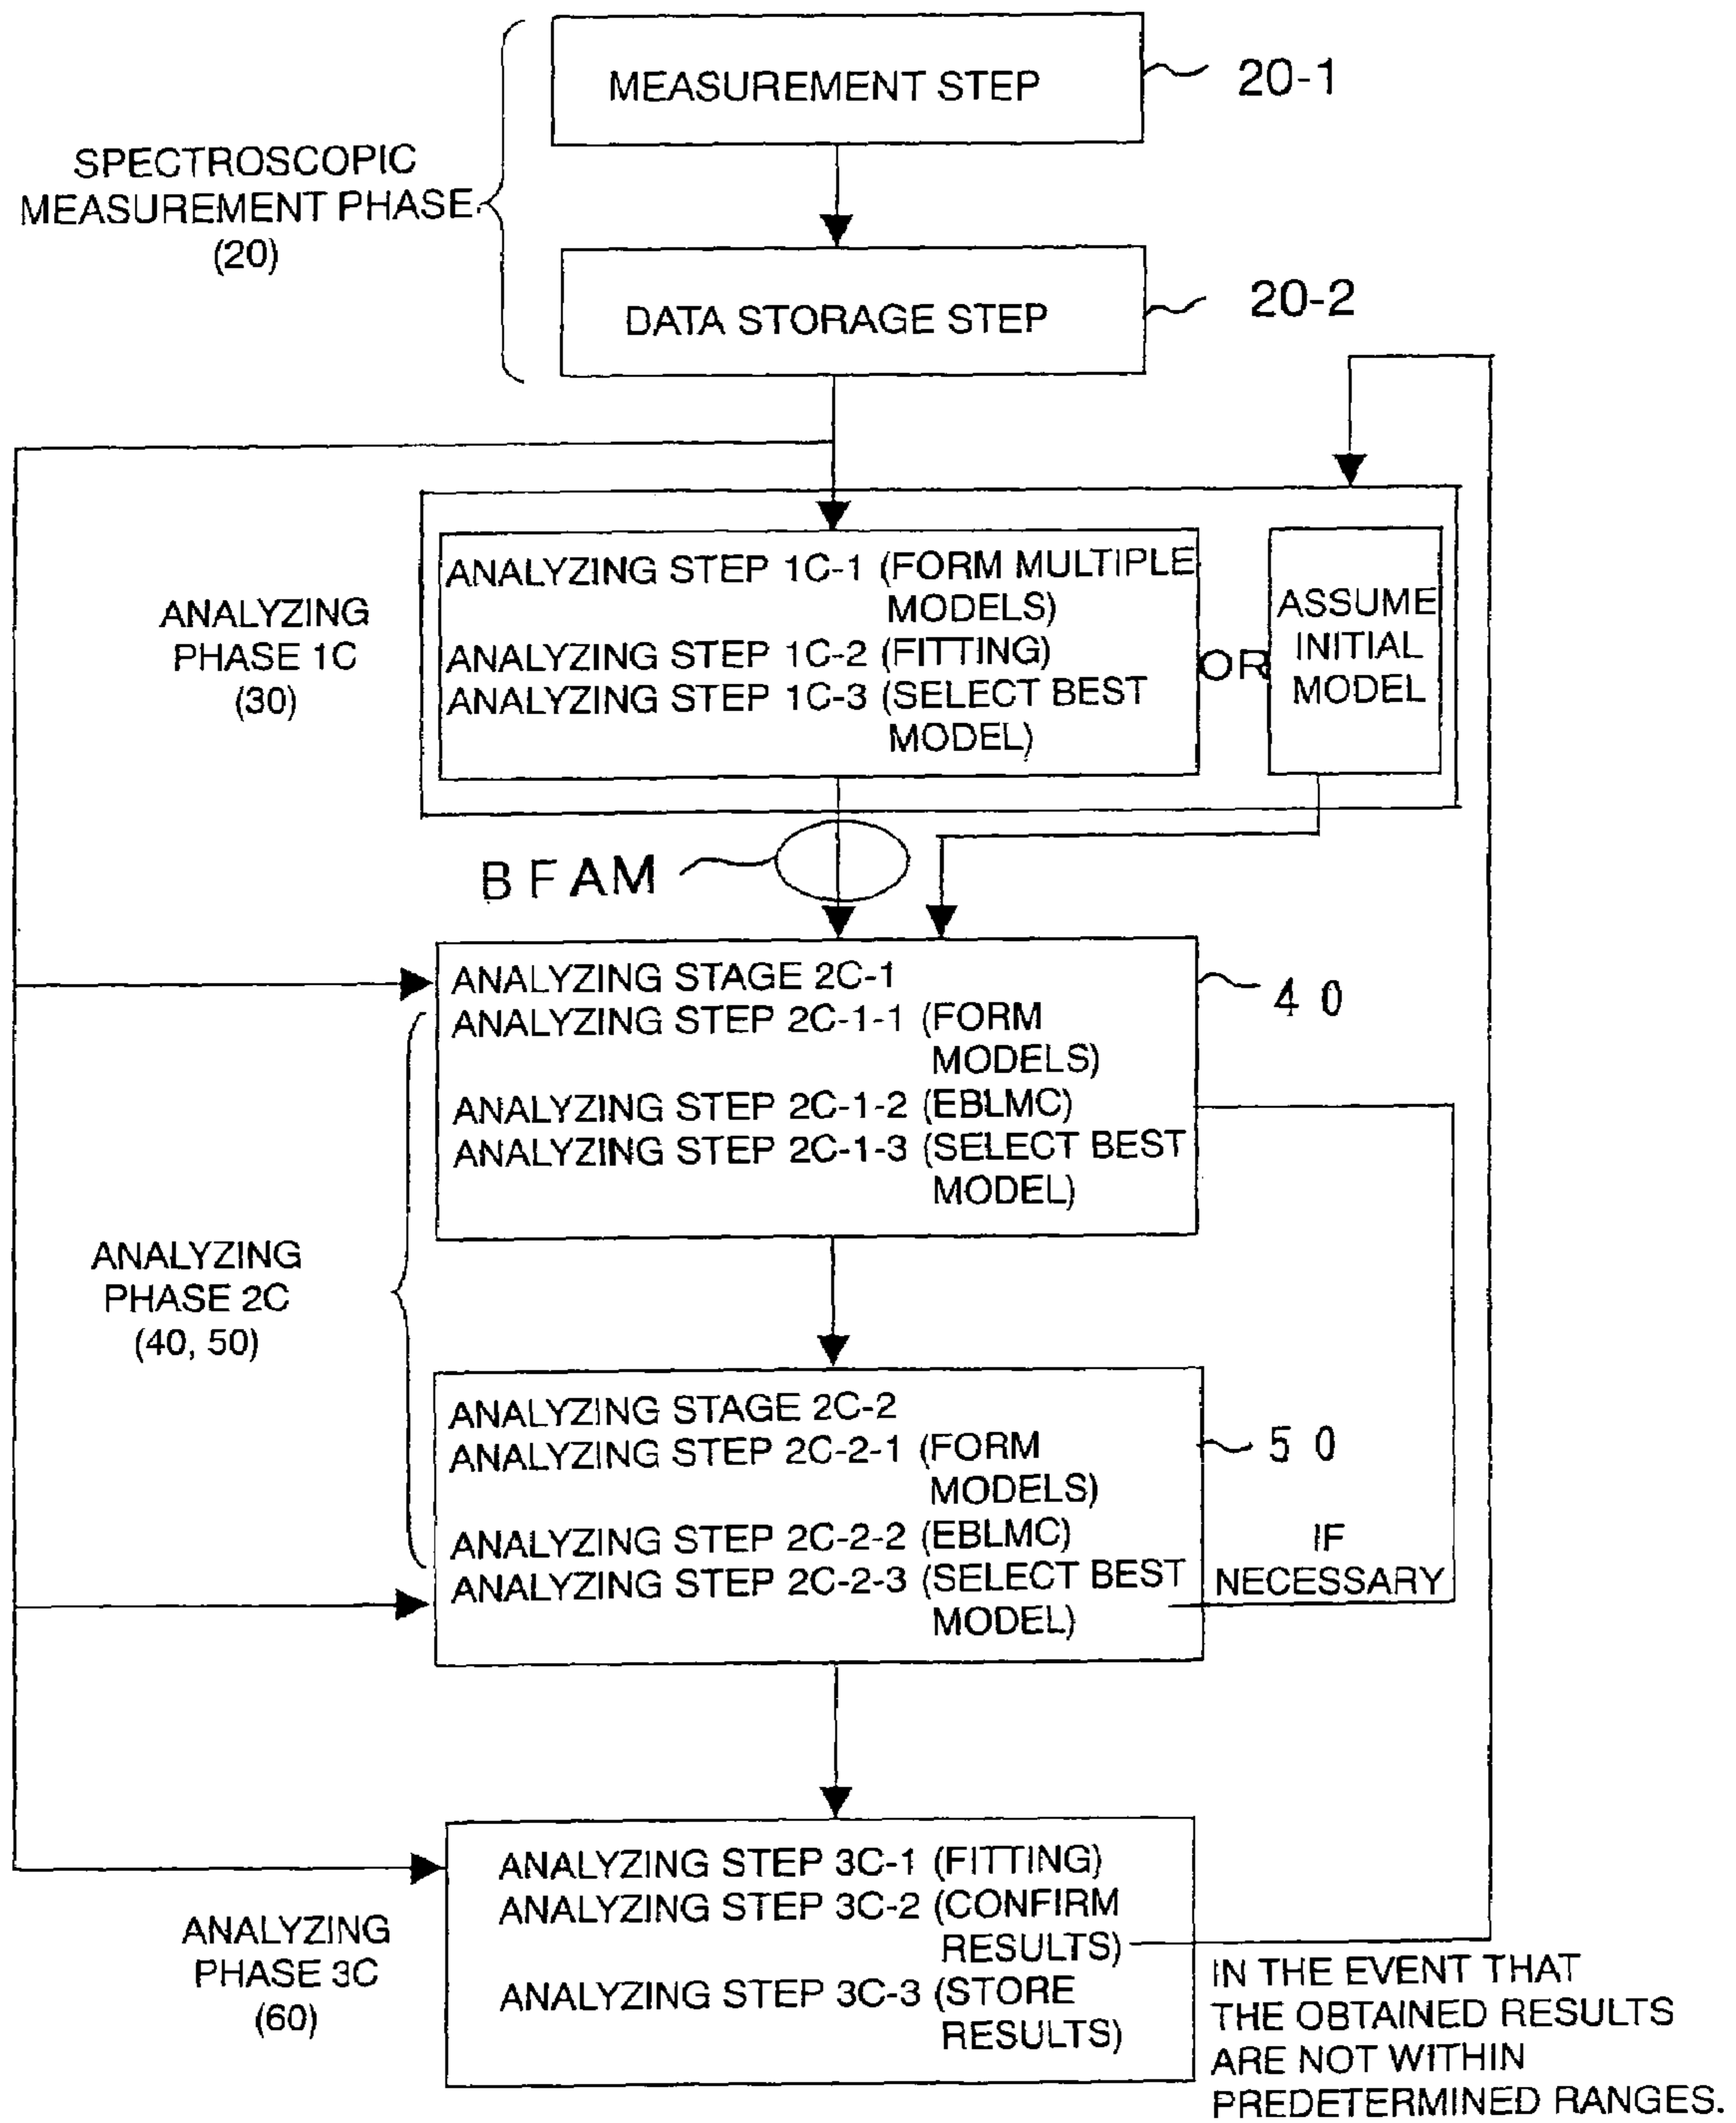 MEASUREMENT STEP
20-1
SPECTROSCOPIC
MEASUREMENT PHASE
(20)
DATA STORAGE STEP
20-2
ANALYZING
PHASE 1C
(30)
ANALYZING STEP 1C-1 (FORM MULTIPLE
MODELS)
ANALYZING STEP 1C-2 (FITTING)
ANALYZING STEP 1C-3 (SELECT BEST
MODEL)
OR
ASSUME
INITIAL
MODEL
BFAM
ANALYZING STAGE 2C-1
ANALYZING STEP 2C-1-1 (FORM
MODELS)
ANALYZING STEP 2C-1-2 (EBLMC)
ANALYZING STEP 2C-1-3 (SELECT BEST
MODEL)
40
ANALYZING
PHASE 2C
(40, 50)
ANALYZING STAGE 2C-2
ANALYZING STEP 2C-2-1 (FORM
MODELS)
ANALYZING STEP 2C-2-2 (EBLMC)
ANALYZING STEP 2C-2-3 (SELECT BEST
MODEL)
50
IF
NECESSARY
ANALYZING
PHASE 3C
(60)
ANALYZING STEP 3C-1 (FITTING)
ANALYZING STEP 3C-2 (CONFIRM
RESULTS)
ANALYZING STEP 3C-3 (STORE
RESULTS)
IN THE EVENT THAT
THE OBTAINED RESULTS
ARE NOT WITHIN
PREDETERMINED RANGES.